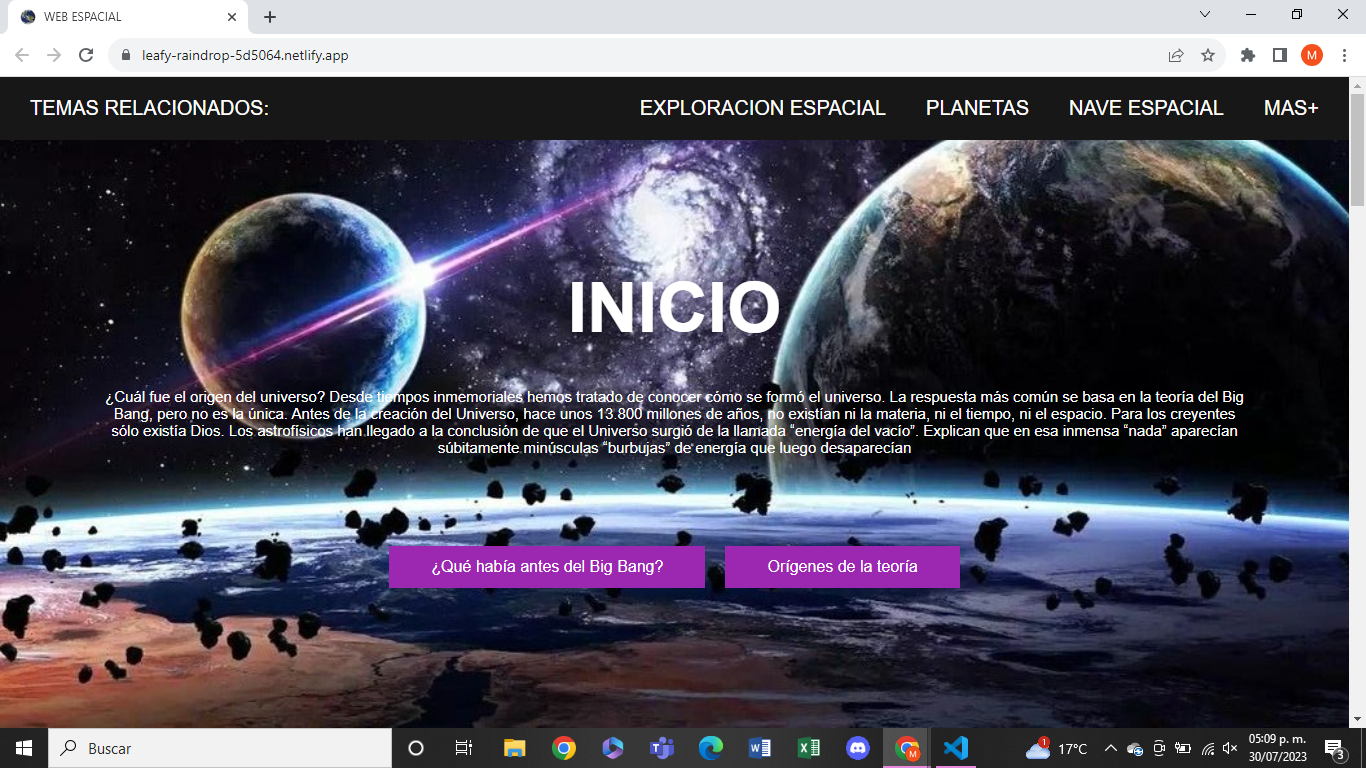 WEB ESPACIAL
leafy-raindrop-5d5064.netlify.app
M
TEMAS RELACIONADOS:
EXPLORACION ESPACIAL
PLANETAS
NAVE ESPACIAL
MAS+
INICIO
¿Cuál fue el origen del universo? Desde tiempos inmemoriales hemos tratado de conocer cómo se formó el universo. La respuesta más común se basa en la teoría del Big
Bang, pero no es la única. Antes de la creación del Universo, hace unos 13.800 millones de años, no existían ni la materia, ni el tiempo, ni el espacio. Para los creyentes
sólo existía Dios. Los astrofísicos han llegado a la conclusión de que el Universo surgió de la llamada “energía del vacío”. Explican que en esa inmensa “nada” aparecían
súbitamente minúsculas “burbujas” de energía que luego desaparecían
¿Qué había antes del Big Bang?
Orígenes de la teoría
Buscar
M
1
17°C
05:09 p. m.
30/07/2023
3